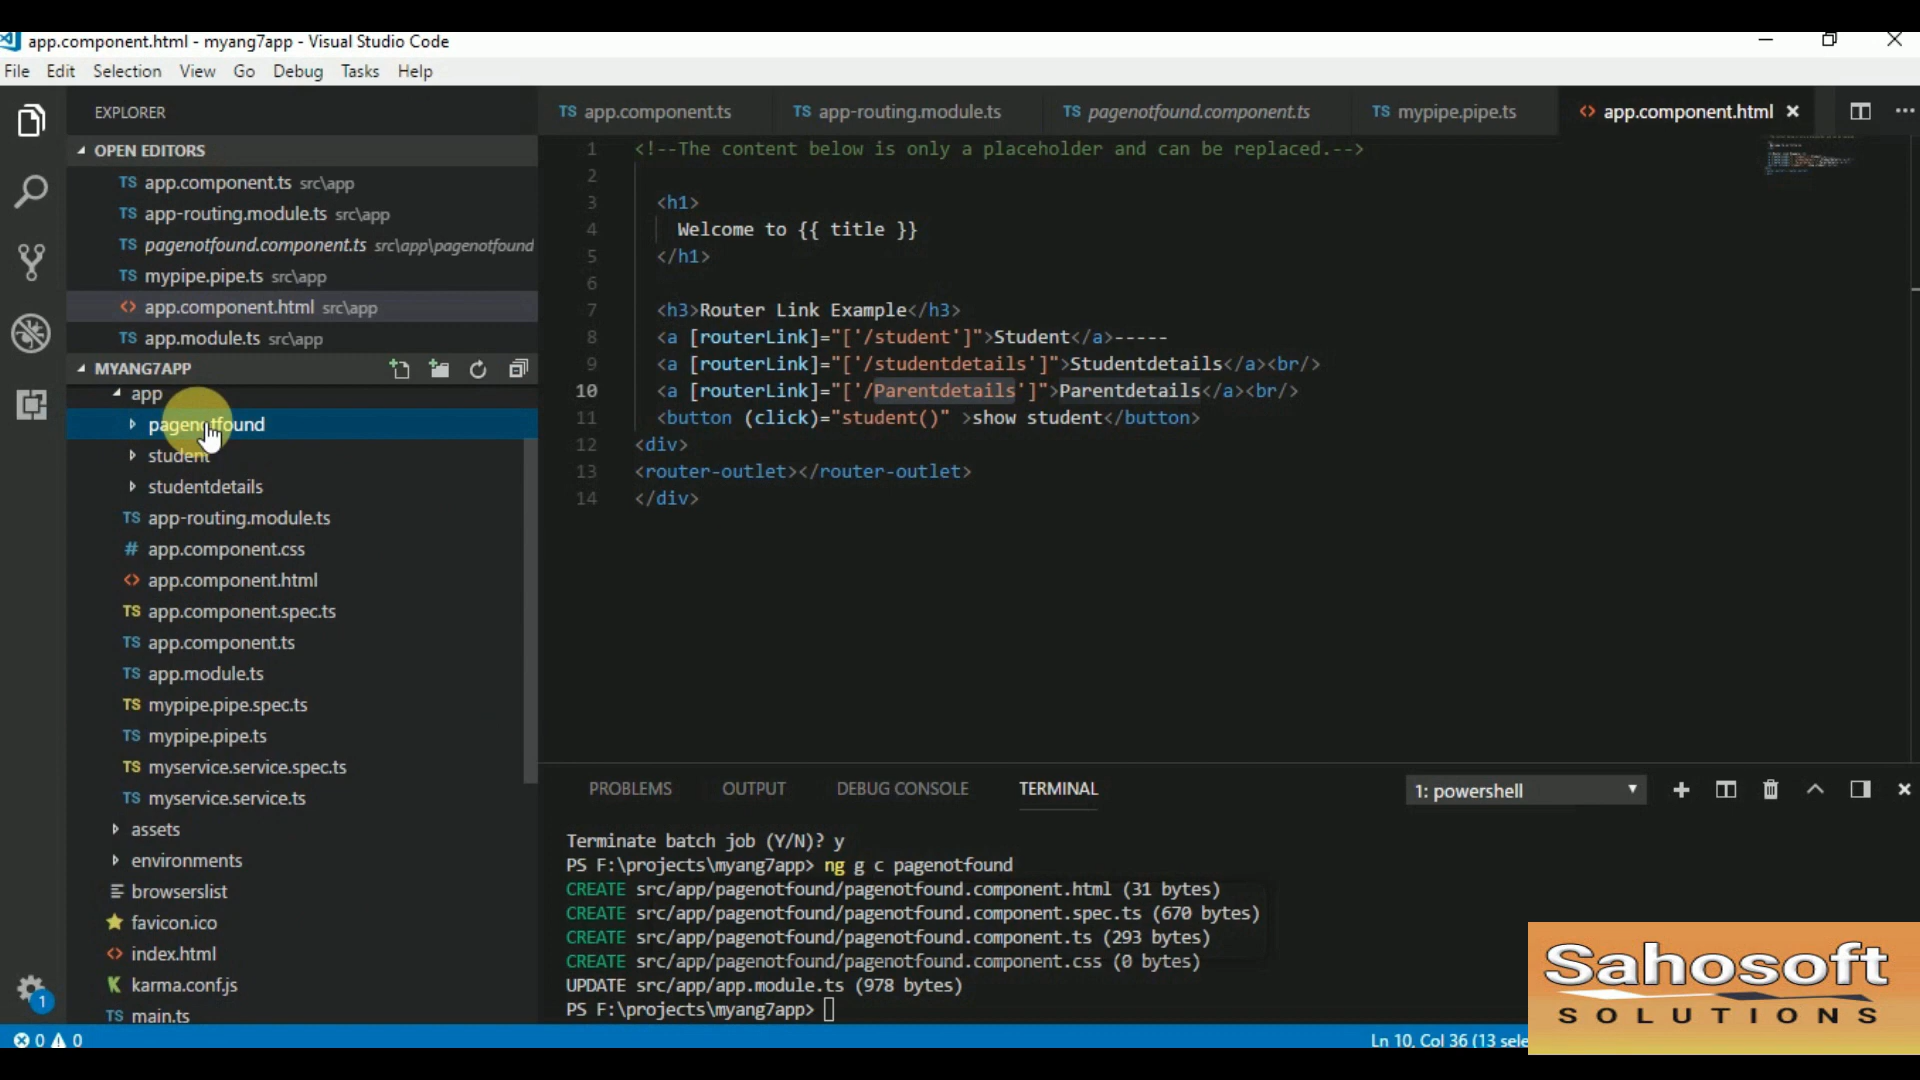 app.component.html - myang7app - Visual Studio Code
File Edit Selection View Go Debug Tasks Help
EXPLORER
OPEN EDITORS
TS app.component.ts src\app
TS app-routing.module.ts src\app
TS pagenotfound.component.ts src\app\pagenotfound
TS mypipe.pipe.ts src\app
<> app.component.html src\app
TS app.module.ts src\app
MYANG7APP
app
pagenotfound
student
studentdetails
TS app-routing.module.ts
# app.component.css
<> app.component.html
TS app.component.spec.ts
TS app.component.ts
TS app.module.ts
TS mypipe.pipe.spec.ts
TS mypipe.pipe.ts
TS myservice.service.spec.ts
TS myservice.service.ts
assets
environments
browserslist
favicon.ico
<> index.html
K karma.conf.js
TS main.ts
1
TS app.component.ts TS app-routing.module.ts TS pagenotfound.component.ts TS mypipe.pipe.ts <> app.component.html
1 <!--The content below is only a placeholder and can be replaced.-->
2
3 <h1>
4 Welcome to {{ title }}
5 </h1>
6
7 <h3>Router Link Example</h3>
8 <a [routerLink]="['/student']">Student</a>-----
9 <a [routerLink]="['/studentdetails']">Studentdetails</a><br/>
10 <a [routerLink]="['/Parentdetails']">Parentdetails</a><br/>
11 <button (click)="student()" >show student</button>
12 <div>
13 <router-outlet></router-outlet>
14 </div>
PROBLEMS OUTPUT DEBUG CONSOLE TERMINAL 1: powershell
Terminate batch job (Y/N)? y
PS F:\projects\myang7app> ng g c pagenotfound
CREATE src/app/pagenotfound/pagenotfound.component.html (31 bytes)
CREATE src/app/pagenotfound/pagenotfound.component.spec.ts (670 bytes)
CREATE src/app/pagenotfound/pagenotfound.component.ts (293 bytes)
CREATE src/app/pagenotfound/pagenotfound.component.css (0 bytes)
UPDATE src/app/app.module.ts (978 bytes)
PS F:\projects\myang7app>
0 0 Ln 10, Col 36 (13 sele
Sahosoft
SOLUTIONS